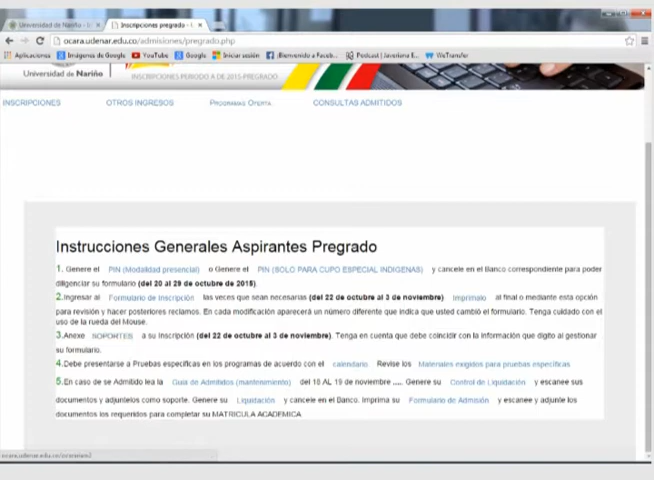 Universidad de Nariño
Inscripciones pregrado
ocara.udenar.edu.co/admisiones/pregrado.php
Aplicaciones Imágenes de Google YouTube Google Iniciar sesión ¡Bienvenido a Faceb... Postcast | Javeriana E... WeTransfer
Universidad de Nariño
INSCRIPCIONES PERIODO A DE 2015-PREGRADO
INSCRIPCIONES OTROS INGRESOS PROGRAMAS OFERTA CONSULTAS ADMITIDOS
Instrucciones Generales Aspirantes Pregrado
1. Genere el PIN (Modalidad presencial) o Genere el PIN (SOLO PARA CUPO ESPECIAL INDIGENAS) y cancele en el Banco correspondiente para poder
diligenciar su formulario (del 20 al 29 de octubre de 2015).
2.Ingresar al Formulario de Inscripción las veces que sean necesarias (del 22 de octubre al 3 de noviembre) Imprimalo al final o mediante esta opción
para revisión y hacer posteriores reclamos. En cada modificación aparecerá un número diferente que indica que usted cambió el formulario. Tenga cuidado con el
uso de la rueda del Mouse.
3.Anexe SOPORTES a su Inscripción (del 22 de octubre al 3 de noviembre). Tenga en cuenta que debe coincidir con la información que digito al gestionar
su formulario.
4.Debe presentarse a Pruebas especificas en los programas de acuerdo con el calendario Revise los Materiales exigidos para pruebas especificas
5.En caso de se Admitido lea la Guia de Admitidos (mantenimiento) del 18 AL 19 de noviembre ..... Genere su Control de Liquidación y escanee sus
documentos y adjuntelos como soporte. Genere su Liquidación y cancele en el Banco. Imprima su Formulario de Admisión y escanee y adjunte los
documentos los requeridos para completar su MATRICULA ACADEMICA